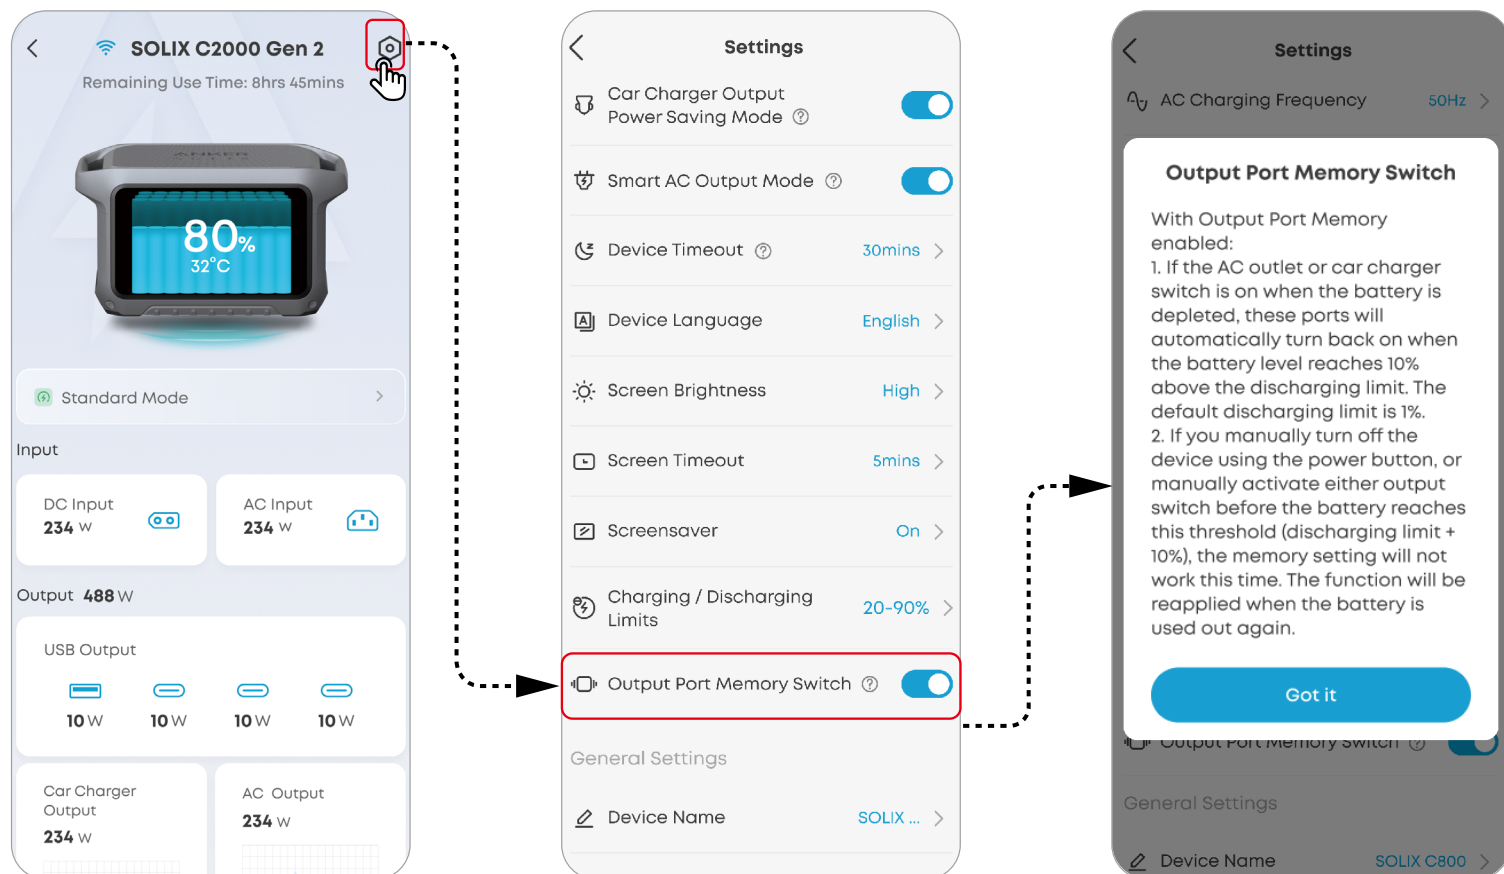 SOLIX C2000 Gen 2
Remaining Use Time: 8hrs 45mins
ANKER
80%
32°C
Standard Mode
Input
DC Input
234 W
AC Input
234 W
Output 488 W
USB Output
10 W
10 W
10 W
10 W
Car Charger
Output
234 W
AC Output
234 W
Settings
Car Charger Output
Power Saving Mode ?
Smart AC Output Mode ?
Device Timeout ? 30mins
Device Language English
Screen Brightness High
Screen Timeout 5mins
Screensaver On
Charging / Discharging
Limits 20-90%
Output Port Memory Switch ?
General Settings
Device Name SOLIX ...
Settings
AC Charging Frequency 50Hz
Output Port Memory Switch
With Output Port Memory
enabled:
1. If the AC outlet or car charger
switch is on when the battery is
depleted, these ports will
automatically turn back on when
the battery level reaches 10%
above the discharging limit. The
default discharging limit is 1%.
2. If you manually turn off the
device using the power button, or
manually activate either output
switch before the battery reaches
this threshold (discharging limit +
10%), the memory setting will not
work this time. The function will be
reapplied when the battery is
used out again.
Got it
Output Port Memory Switch ?
General Settings
Device Name SOLIX C800